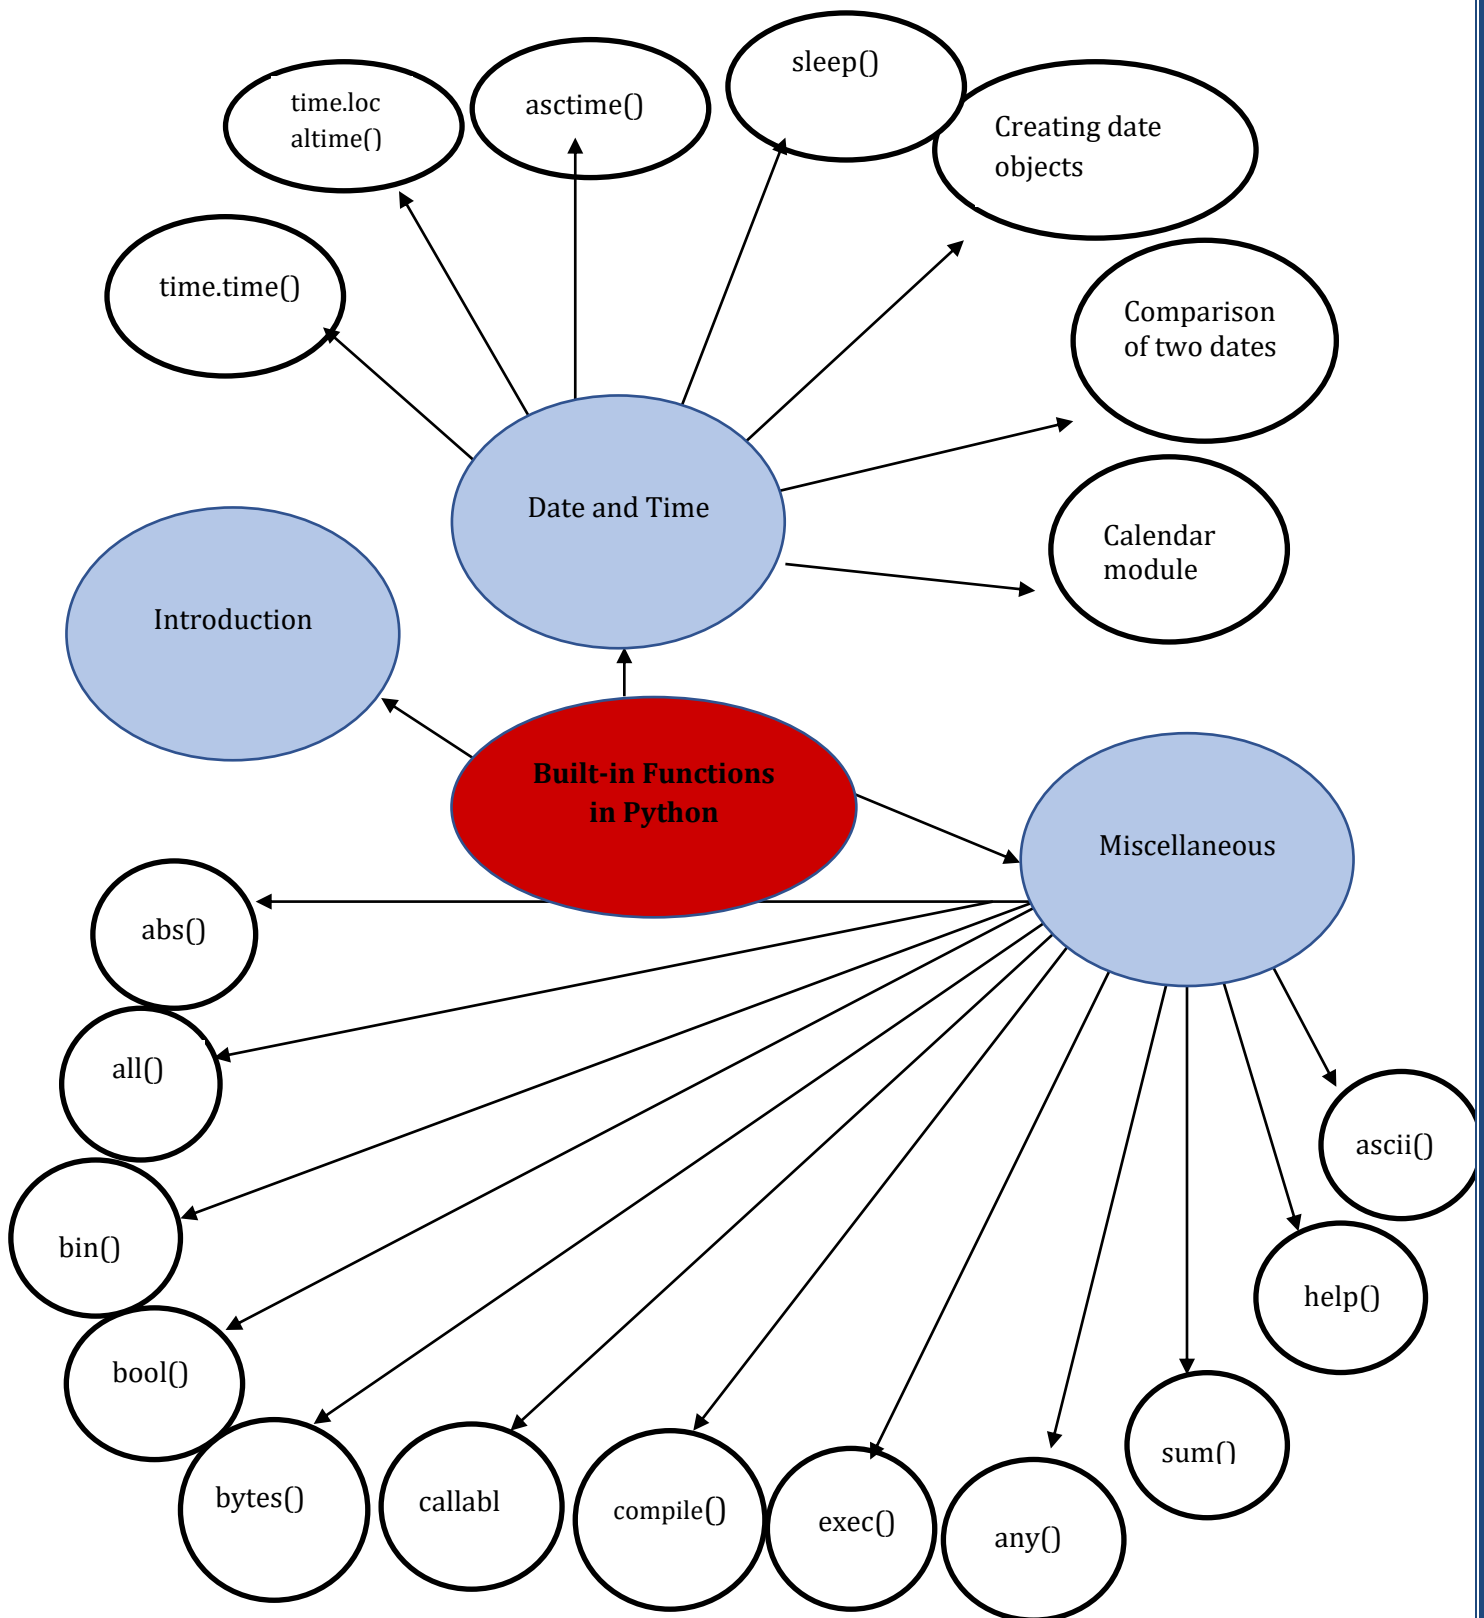 sleep()
time.loc
altime()
asctime()
Creating date
objects
time.time()
Comparison
of two dates
Date and Time
Calendar
module
Introduction
Built-in Functions
in Python
Miscellaneous
abs()
all()
ascii()
bin()
help()
bool()
sum()
bytes()
callabl
compile()
exec()
any()